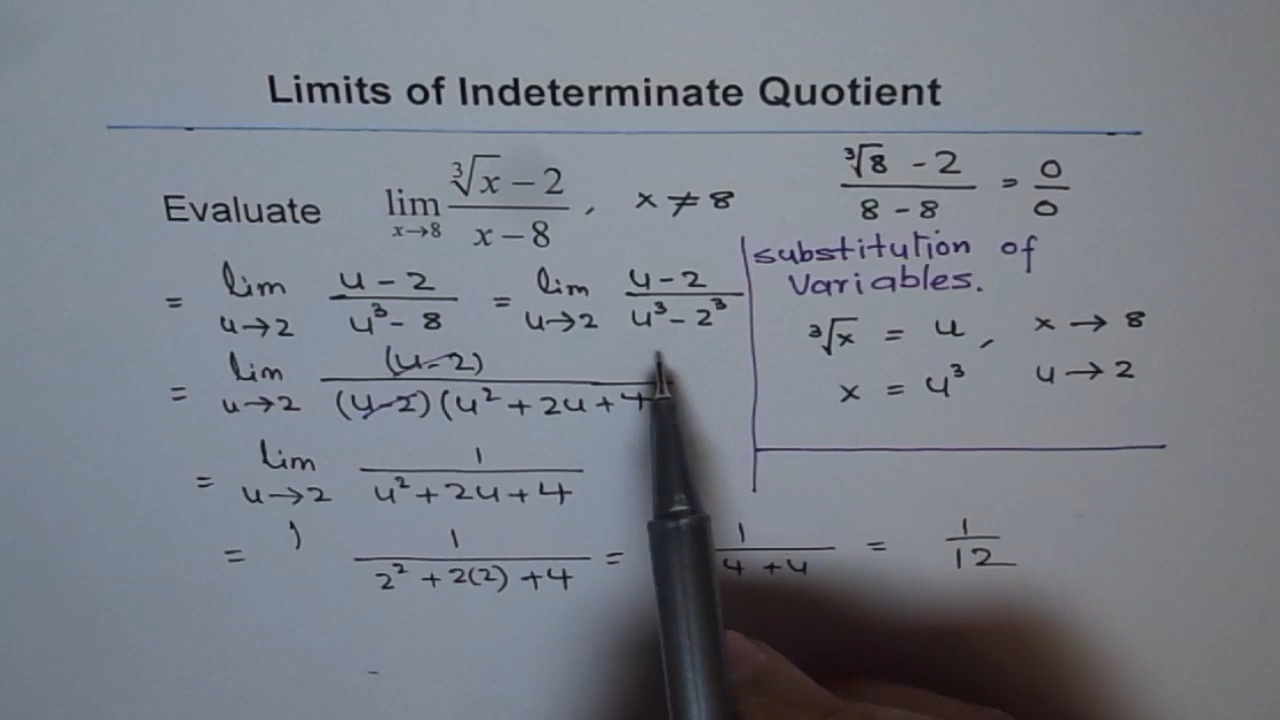 Limits of Indeterminate Quotient
Evaluate lim x→8 (∛x − 2)/(x − 8), x ≠ 8
(∛8 − 2)/(8 − 8) = 0/0
= lim u→2 (u − 2)/(u³ − 8) = lim u→2 (u − 2)/(u³ − 2³)
= lim u→2 (u − 2)/((u − 2)(u² + 2u + 4
= lim u→2 1/(u² + 2u + 4)
= 1/(2² + 2(2) + 4) = 1/(4 + 4) = 1/12
substitution of
Variables.
∛x = u, x → 8
x = u³ u → 2